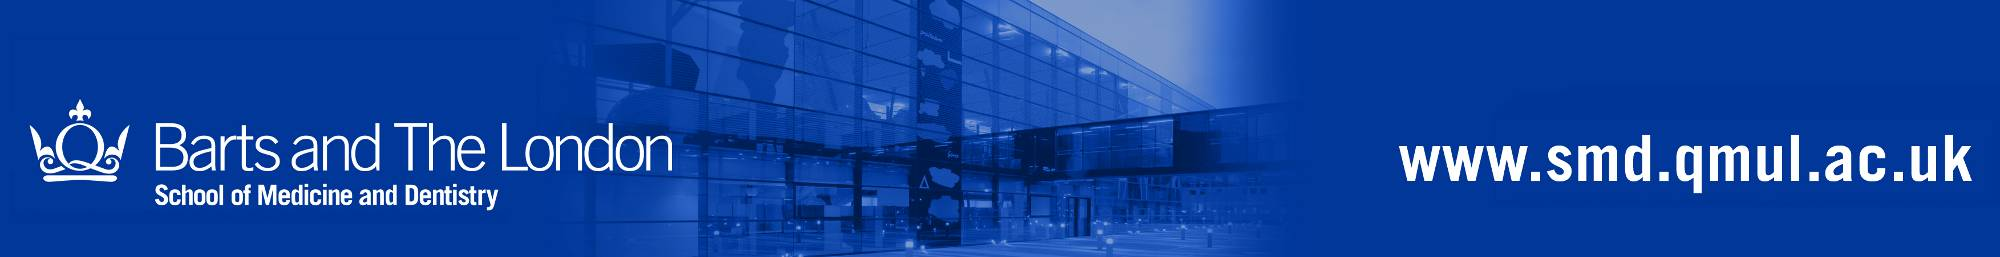 Barts and The London
School of Medicine and Dentistry
www.smd.qmul.ac.uk